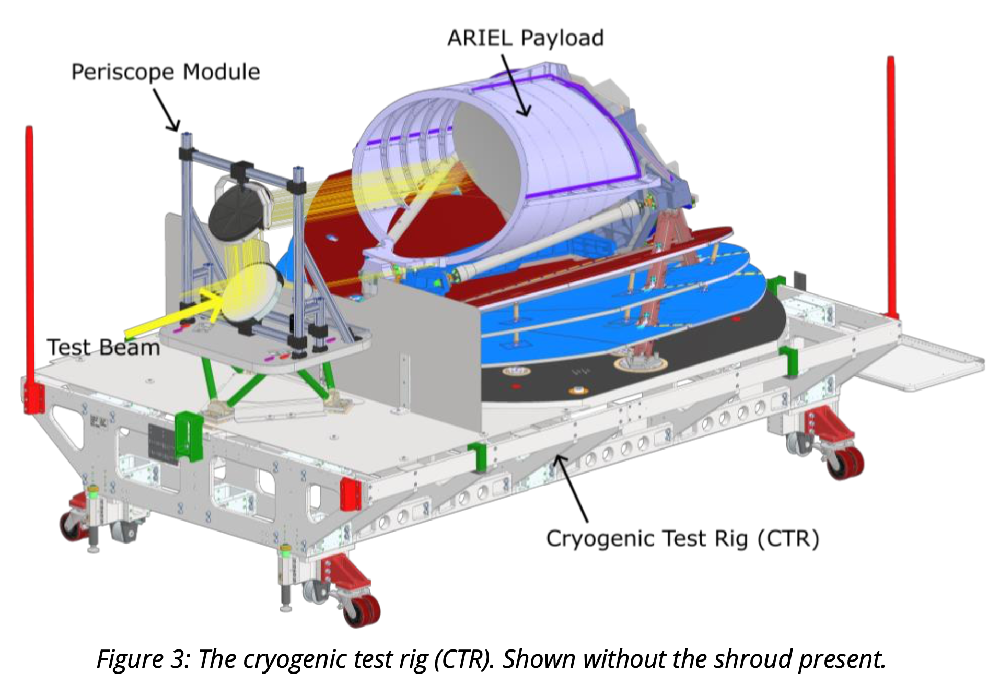 ARIEL Payload
Periscope Module
Test Beam
Cryogenic Test Rig (CTR)
Figure 3: The cryogenic test rig (CTR). Shown without the shroud present.